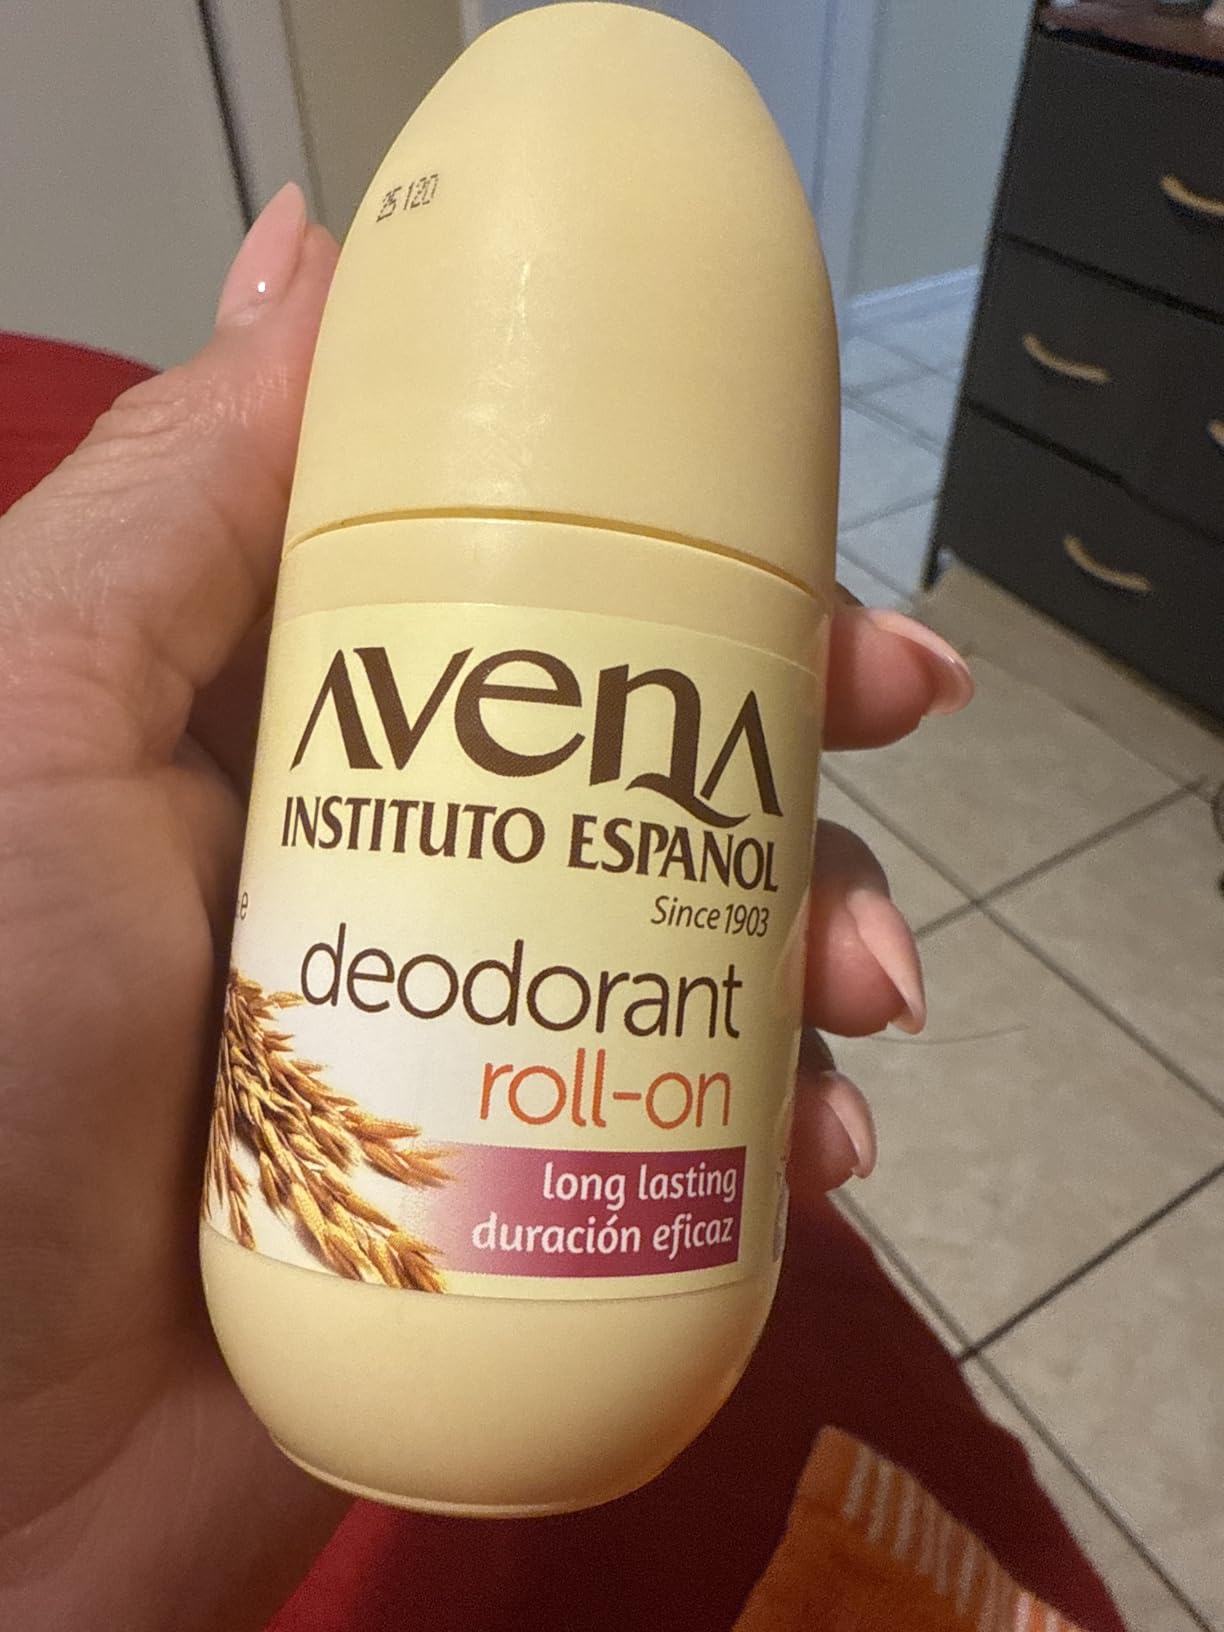 25 120
AVENA
INSTITUTO ESPAÑOL
Since 1903
e
deodorant
roll-on
long lasting
duración eficaz